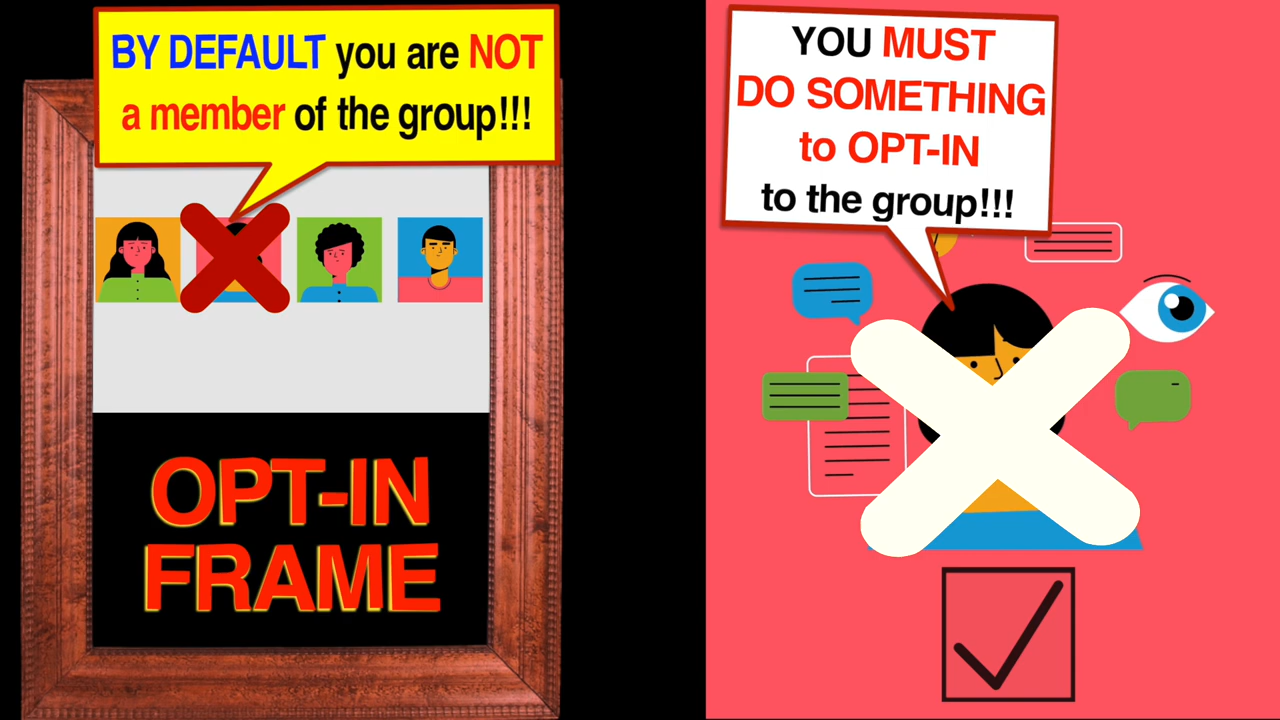 BY DEFAULT you are NOT
a member of the group!!!
OPT-IN
FRAME
YOU MUST
DO SOMETHING
to OPT-IN
to the group!!!